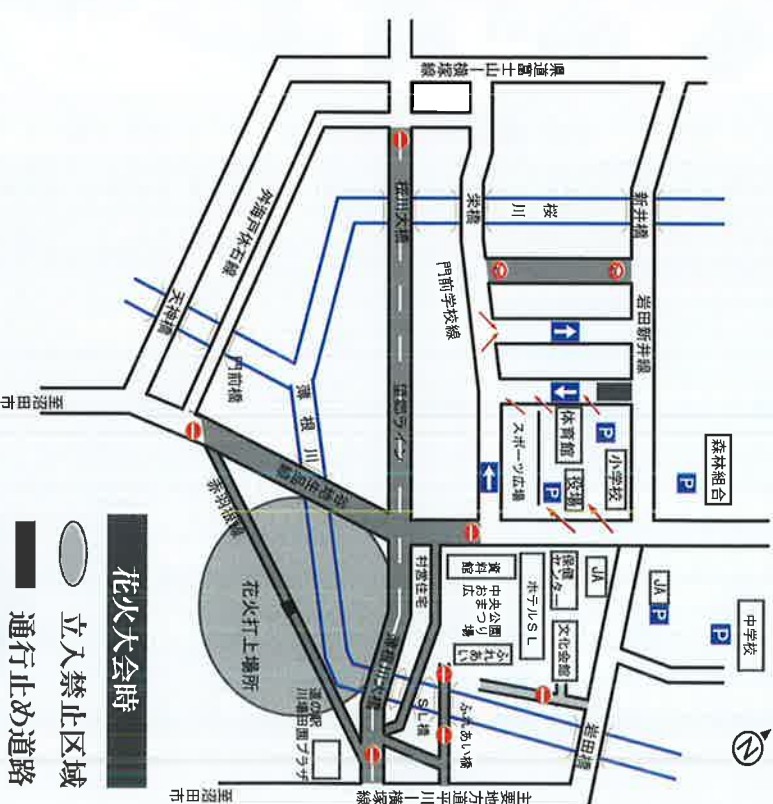 県道富士山一横塚線
新井橋
桜川
栄橋
桜川大橋
岩田新井線
門前学校線
外海戸休石線
天神橋
門前橋
薄根川
至沼田市
赤羽根線
森林組合
P
小学校
P
体育館
役場
P
スポーツ広場
中学校
P
JA
P
JA
保健センター
ホテルSL
文化会館
資料館
中央公園おまつり広場
ふれあい
村営住宅
岩田橋
ふれあい橋
SL橋
花火打上場所
道の駅
川場田園プラザ
主要地方道平川一横塚線
至沼田市
N
花火大会時
立入禁止区域
通行止め道路